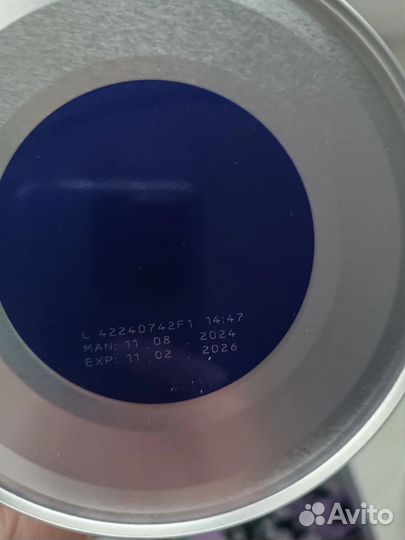 L 42240742F1 14:47
MAN: 11 . 08 . 2024
EXP: 11 . 02 . 2026
Avito